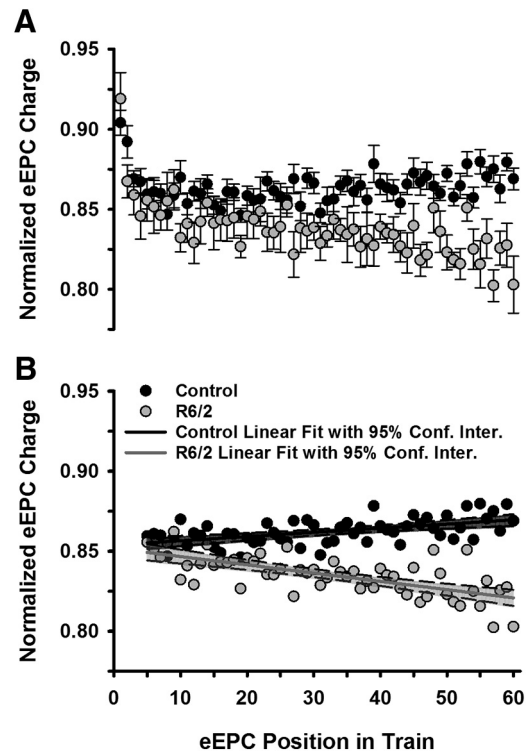 A
0.95
0.90
0.85
0.80
Normalized eEPC Charge
B
0.95
0.90
0.85
0.80
Normalized eEPC Charge
Control
R6/2
Control Linear Fit with 95% Conf. Inter.
R6/2 Linear Fit with 95% Conf. Inter.
0 10 20 30 40 50 60
eEPC Position in Train